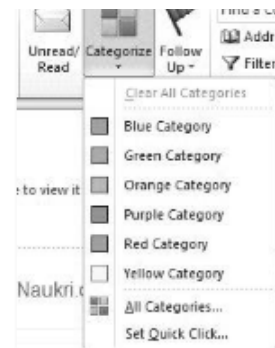 Find a Co
Unread/ Categorize Follow Addr
Read Up Filter
Clear All Categories
Blue Category
Green Category
Orange Category
e to view it
Purple Category
Red Category
Yellow Category
Naukri.c
All Categories...
Set Quick Click...